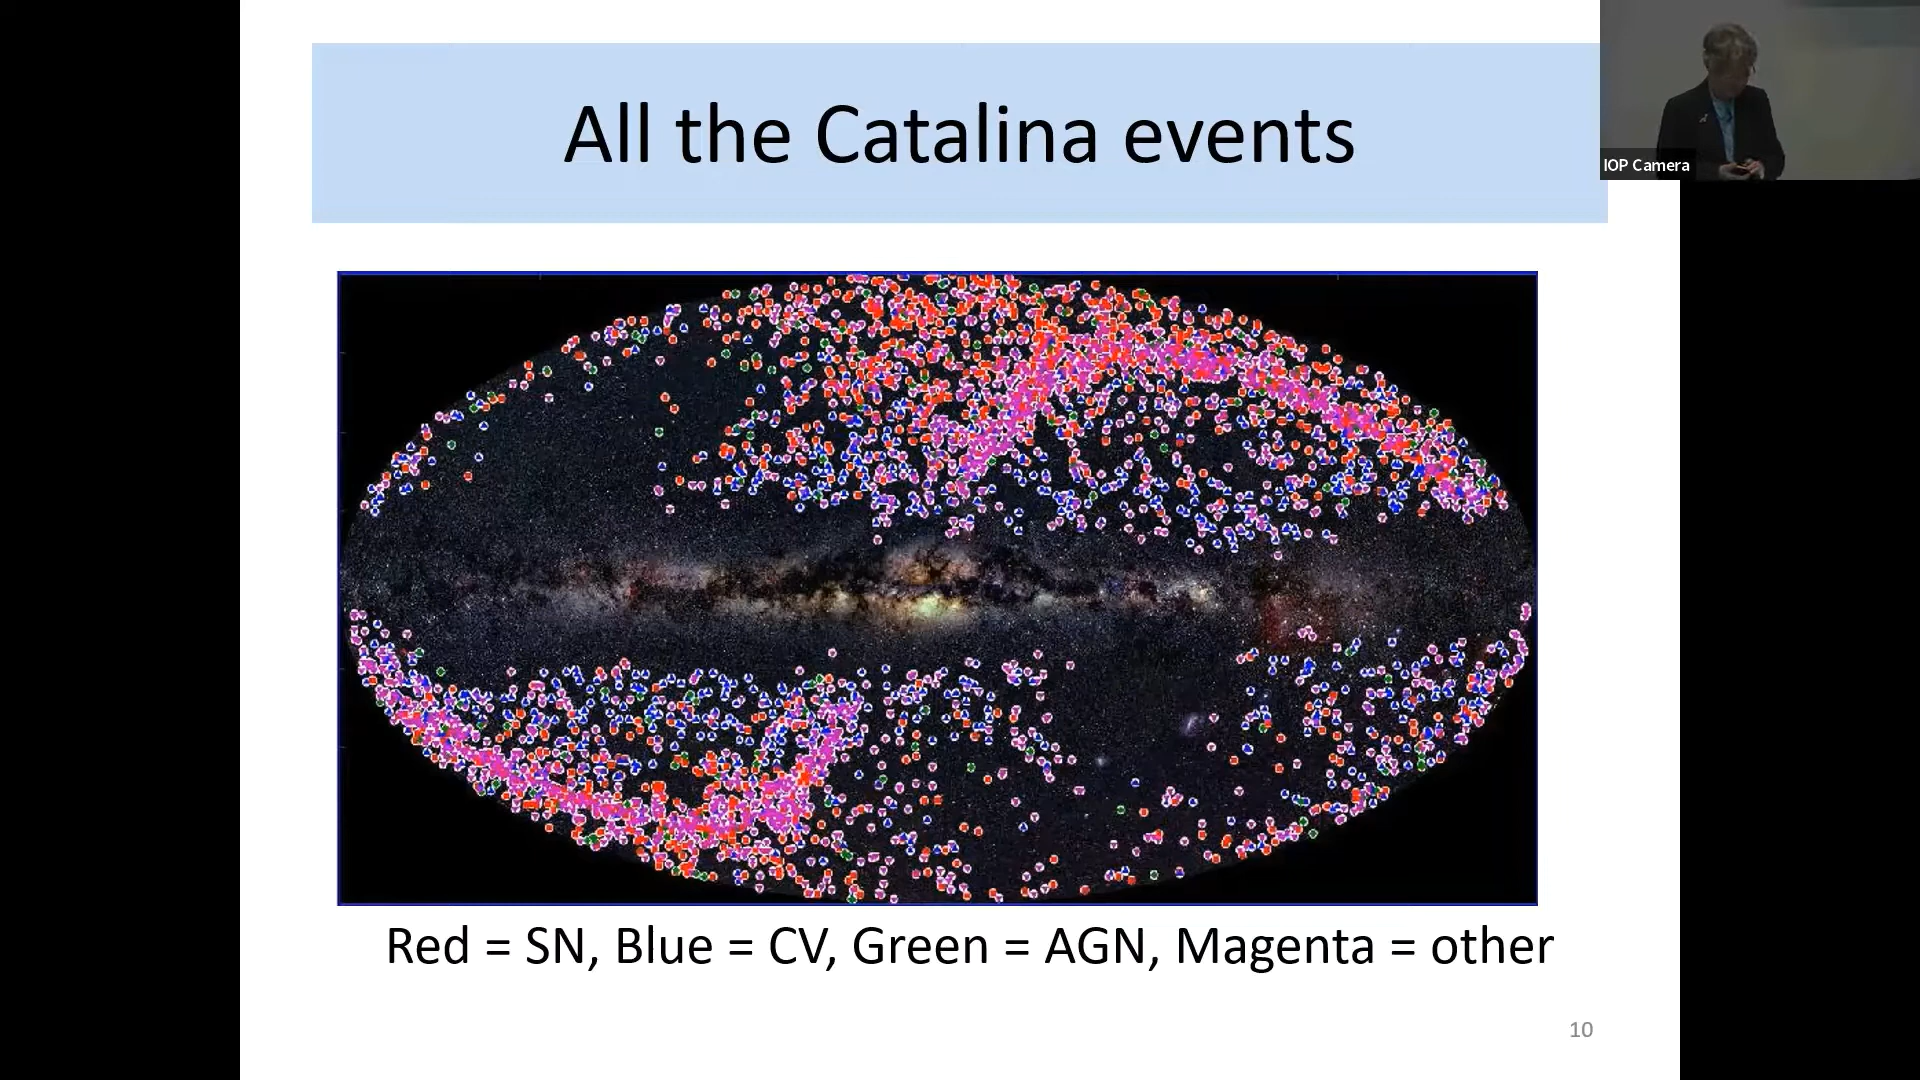 All the Catalina events
IOP Camera
Red = SN, Blue = CV, Green = AGN, Magenta = other
10